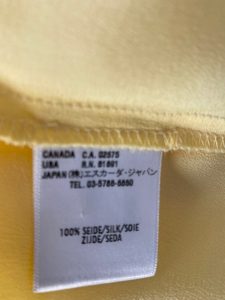 CANADA C.A. 02575
USA R.N. 81661
JAPAN (株)エスカーダ・ジャパン
TEL. 03-5786-6650
100% SEIDE/SILK/SOIE
ZIJDE/SEDA